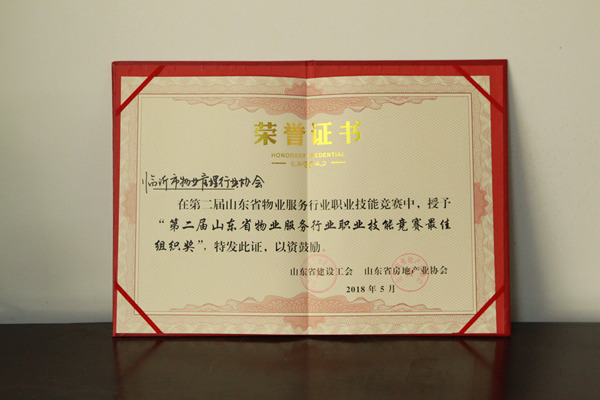 荣誉证书
HONORARY CREDENTIAL
临沂市物业管理行业协会
在第二届山东省物业服务行业职业技能竞赛中，授予
“第二届山东省物业服务行业职业技能竞赛最佳
组织奖”，特发此证，以资鼓励。
山东省建设工会 山东省房地产业协会
2018年5月